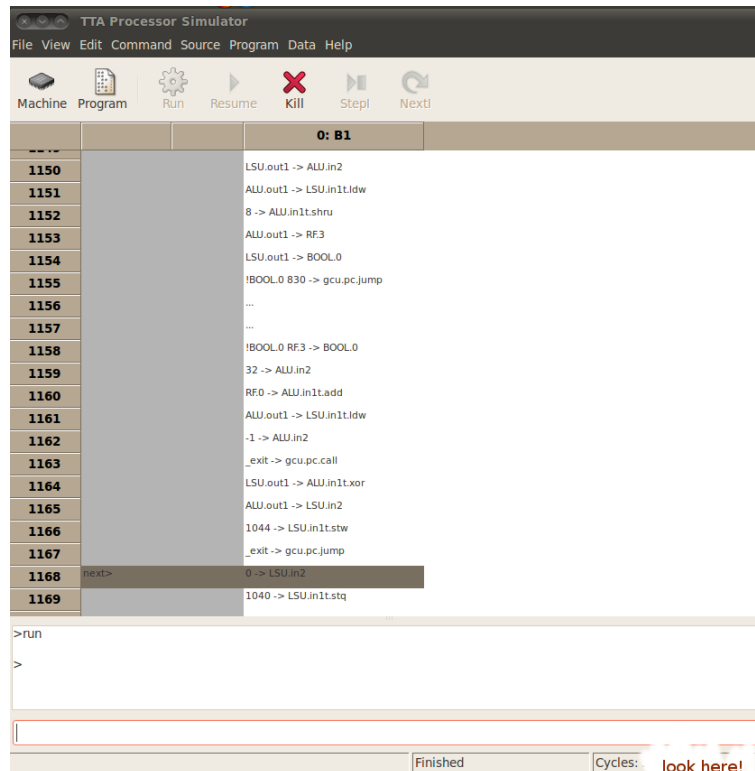 TTA Processor Simulator
File View Edit Command Source Program Data Help
Machine Program Run Resume Kill StepI NextI
0: B1
1150 LSU.out1 -> ALU.in2
1151 ALU.out1 -> LSU.in1t.ldw
1152 8 -> ALU.in1t.shru
1153 ALU.out1 -> RF.3
1154 LSU.out1 -> BOOL.0
1155 !BOOL.0 830 -> gcu.pc.jump
1156 ...
1157 ...
1158 !BOOL.0 RF.3 -> BOOL.0
1159 32 -> ALU.in2
1160 RF.0 -> ALU.in1t.add
1161 ALU.out1 -> LSU.in1t.ldw
1162 -1 -> ALU.in2
1163 _exit -> gcu.pc.call
1164 LSU.out1 -> ALU.in1t.xor
1165 ALU.out1 -> LSU.in2
1166 1044 -> LSU.in1t.stw
1167 _exit -> gcu.pc.jump
1168 next> 0 -> LSU.in2
1169 1040 -> LSU.in1t.stq
>run
>
Finished Cycles: look here!